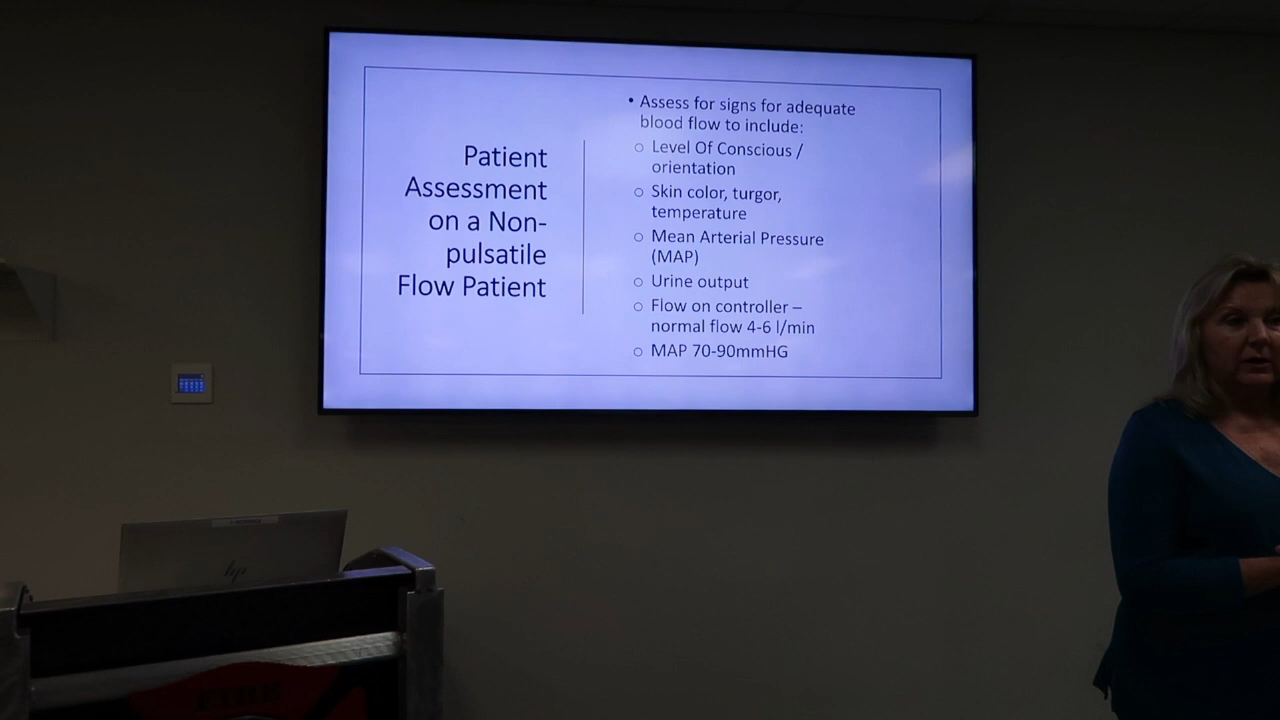 Patient
Assessment
on a Non-
pulsatile
Flow Patient
• Assess for signs for adequate
blood flow to include:
○ Level Of Conscious /
orientation
○ Skin color, turgor,
temperature
○ Mean Arterial Pressure
(MAP)
○ Urine output
○ Flow on controller –
normal flow 4-6 l/min
○ MAP 70-90mmHG
hp
FIRE